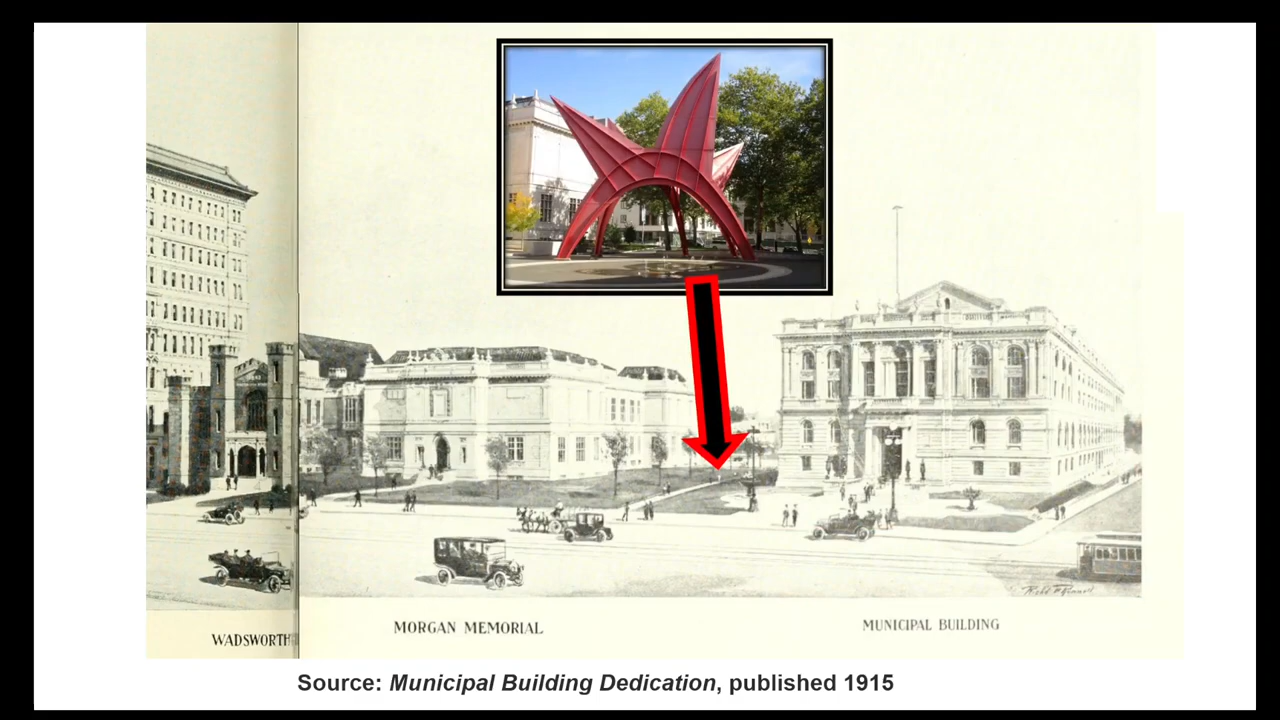 WADSWORTH
MORGAN MEMORIAL
MUNICIPAL BUILDING
Source: Municipal Building Dedication, published 1915